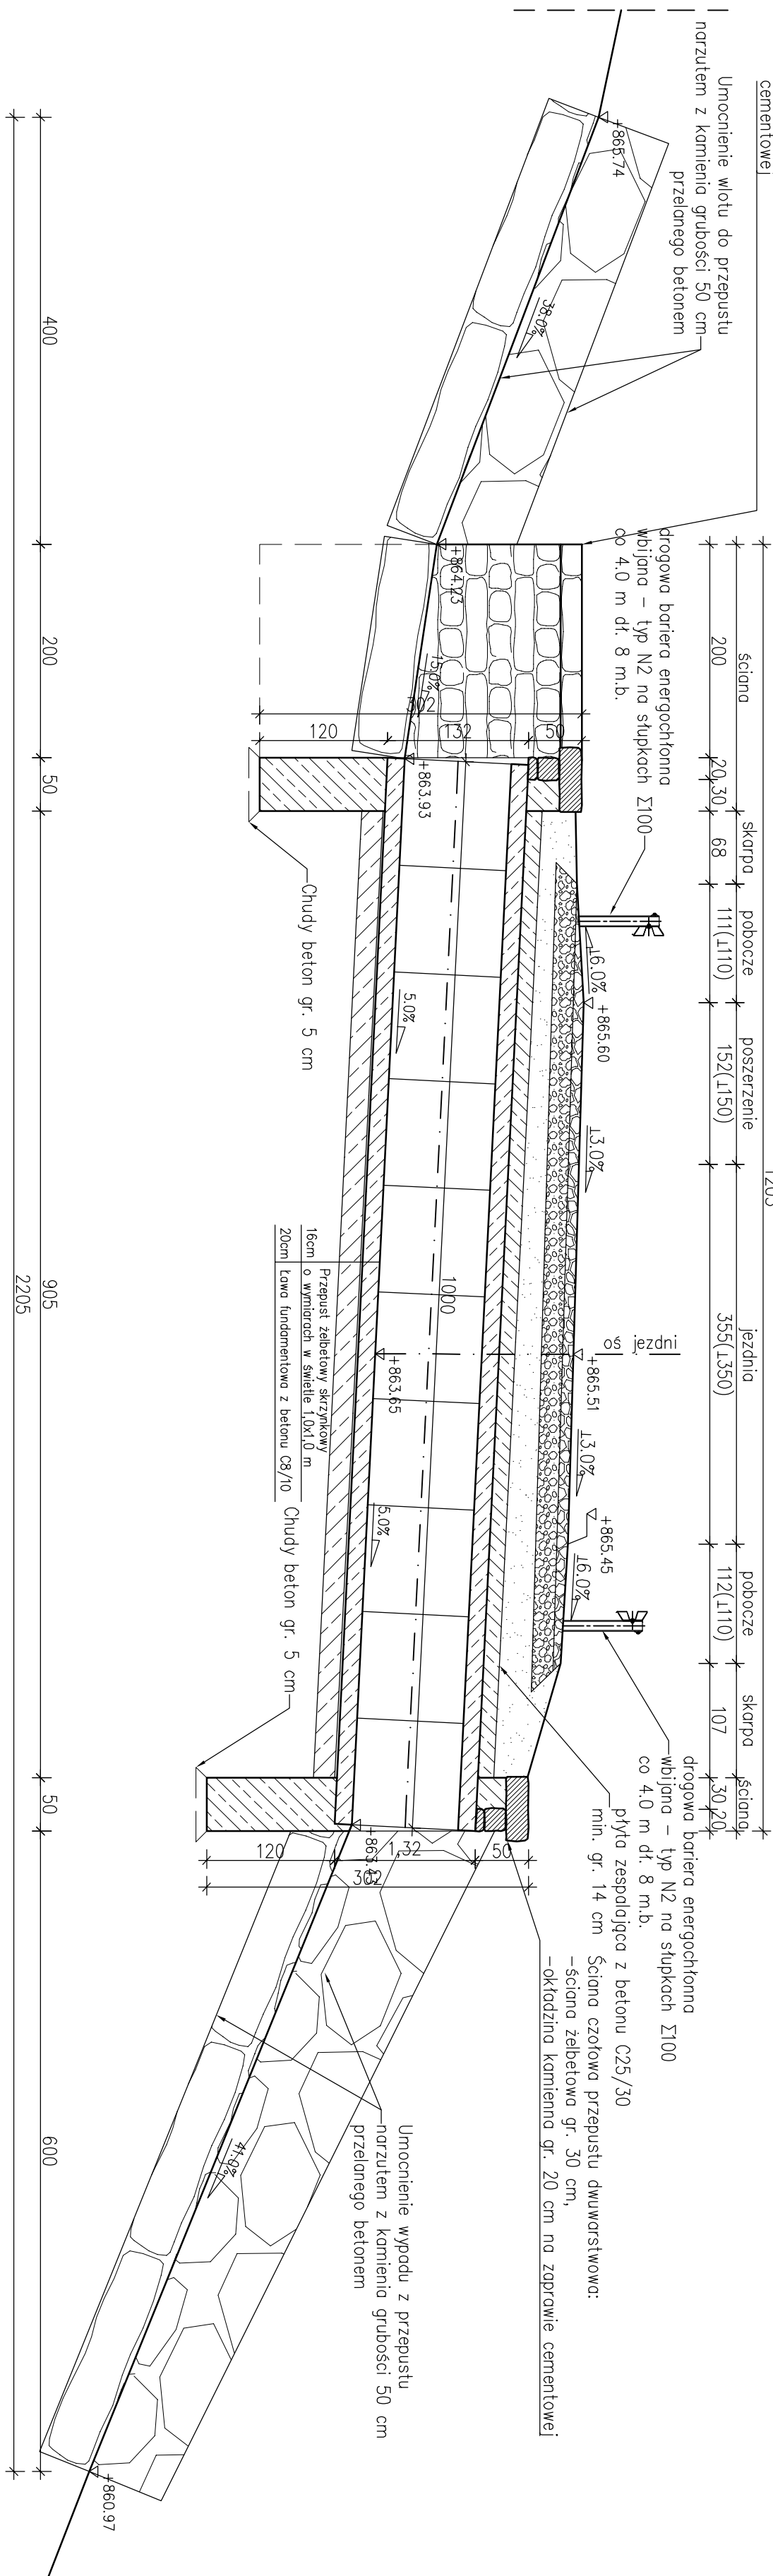 cementowej
Umocnienie wlotu do przepustu
narzutem z kamienia grubości 50 cm
przelanego betonem
+865.74
38.0%
drogowa bariera energochłonna
wbijana – typ N2 na słupkach Σ100
co 4.0 m dł. 8 m.b.
1205
ściana
skarpa
pobocze
poszerzenie
jezdnia
pobocze
skarpa
ściana
200
20
30
68
111(⊥110)
152(⊥150)
355(⊥350)
112(⊥110)
107
30
20
drogowa bariera energochłonna
wbijana – typ N2 na słupkach Σ100
co 4.0 m dł. 8 m.b.
płyta zespalająca z betonu C25/30
min. gr. 14 cm
Ściana czołowa przepustu dwuwarstwowa:
-ściana żelbetowa gr. 30 cm,
-okładzina kamienna gr. 20 cm na zaprawie cementowej
+864.23
15.0%
302
120
132
50
+863.93
⊥6.0%
+865.60
⊥3.0%
oś jezdni
+865.51
⊥3.0%
+865.45
⊥6.0%
5.0%
1000
+863.65
5.0%
Chudy beton gr. 5 cm
Przepust żelbetowy skrzynkowy
16cm o wymiarach w świetle 1,0x1,0 m
20cm ława fundamentowa z betonu C8/10
Chudy beton gr. 5 cm
120
1,32
50
302
Umocnienie wypadu z przepustu
narzutem z kamienia grubości 50 cm
przelanego betonem
41.0%
+860.97
400
200
50
905
50
600
2205